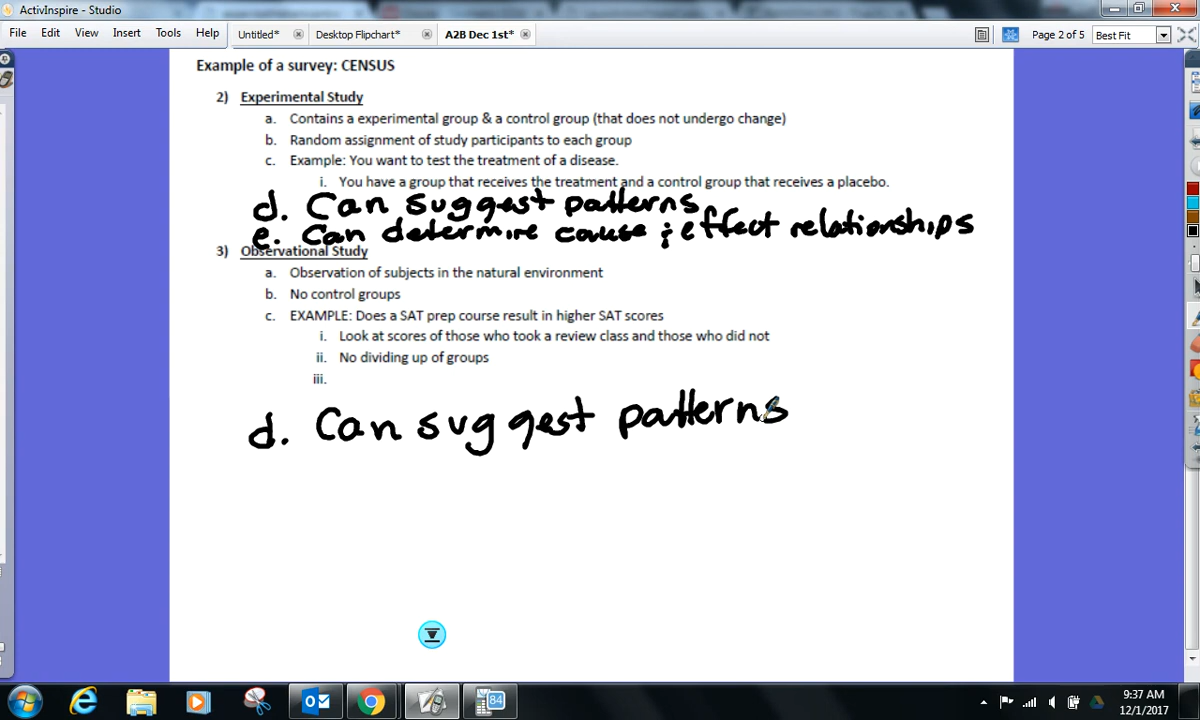 ActivInspire - Studio
File Edit View Insert Tools Help Untitled* Desktop Flipchart* A2B Dec 1st* Page 2 of 5 Best Fit
Example of a survey: CENSUS
2) Experimental Study
a. Contains a experimental group & a control group (that does not undergo change)
b. Random assignment of study participants to each group
c. Example: You want to test the treatment of a disease.
i. You have a group that receives the treatment and a control group that receives a placebo.
d. Can suggest patterns
e. Can determine cause & effect relationships
3) Observational Study
a. Observation of subjects in the natural environment
b. No control groups
c. EXAMPLE: Does a SAT prep course result in higher SAT scores
i. Look at scores of those who took a review class and those who did not
ii. No dividing up of groups
iii.
d. Can suggest patterns
84
9:37 AM
12/1/2017